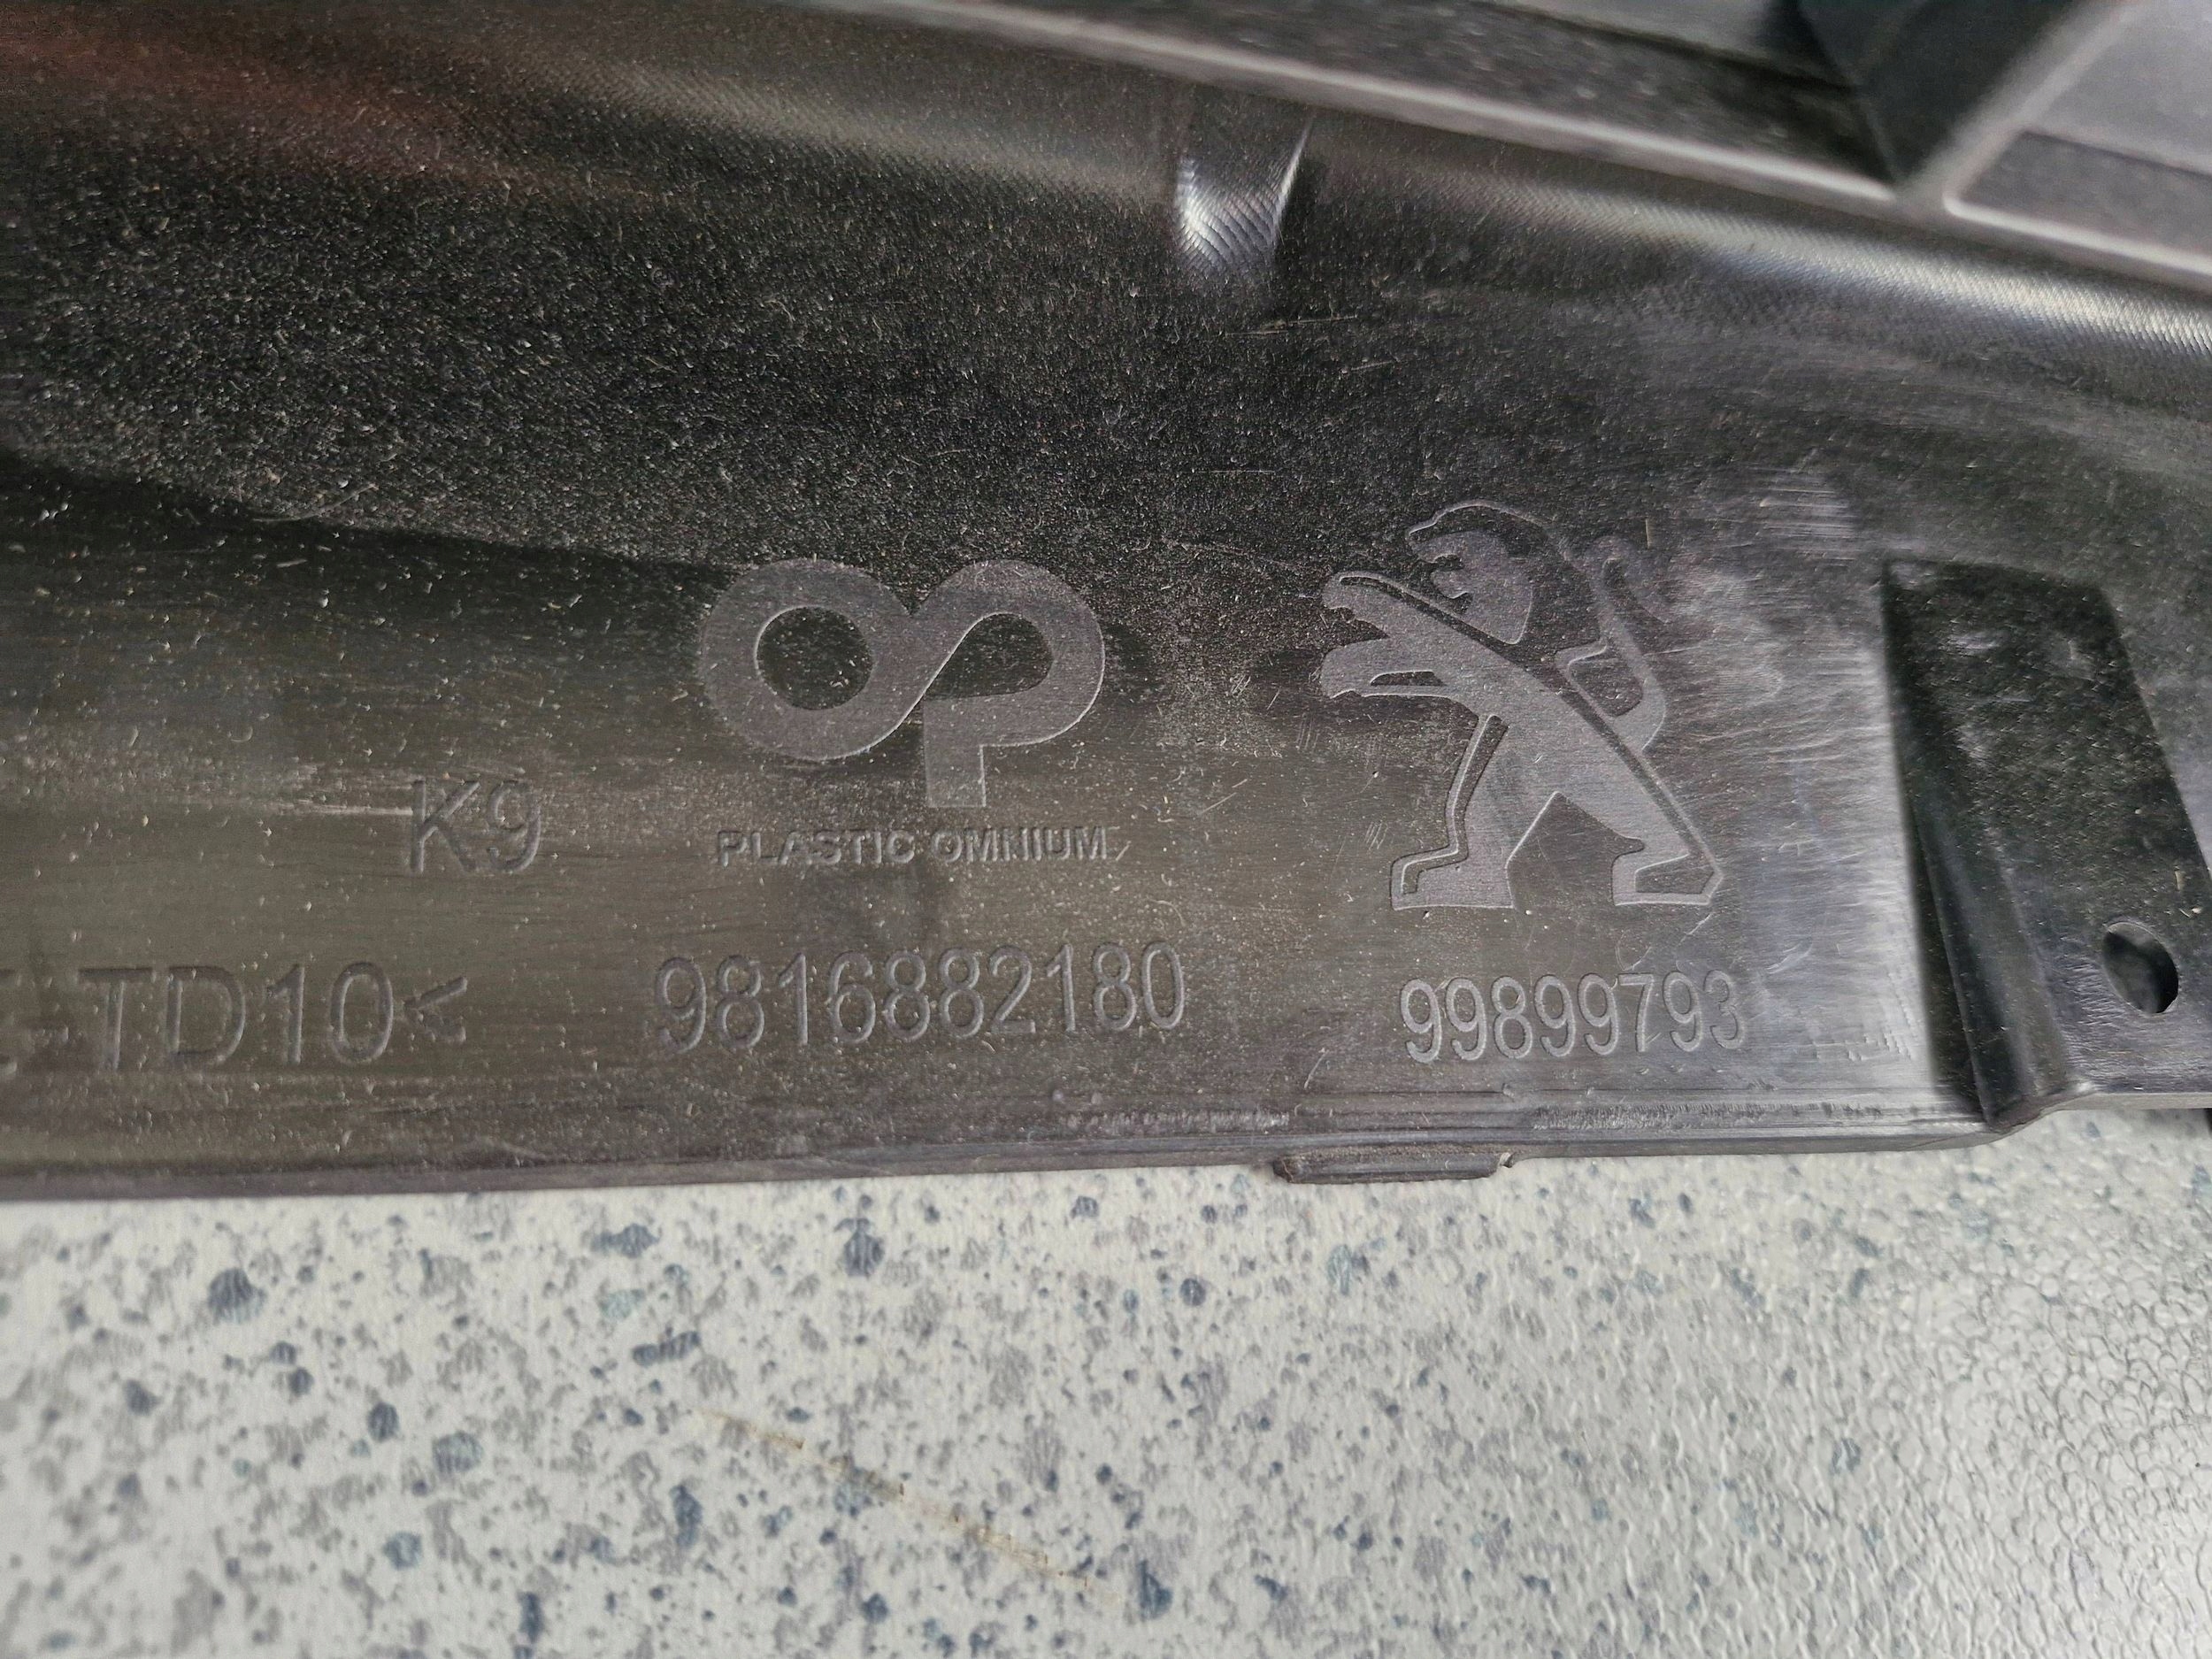 K9
PLASTIC OMNIUM
TD10<
9816882180
99899793